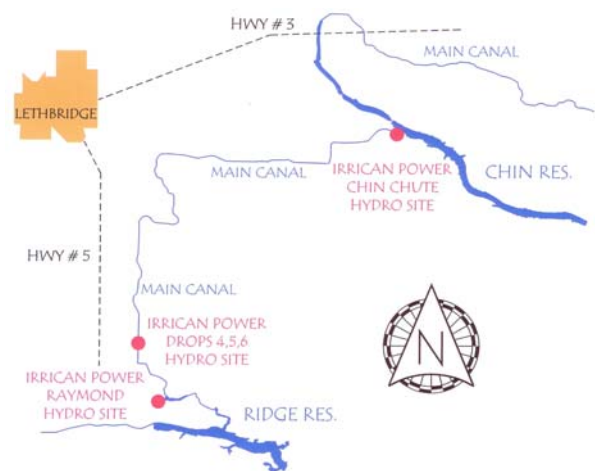 HWY # 3
MAIN CANAL
LETHBRIDGE
MAIN CANAL
IRRICAN POWER
CHIN CHUTE
HYDRO SITE
CHIN RES.
HWY # 5
MAIN CANAL
IRRICAN POWER
DROPS 4,5,6
HYDRO SITE
N
IRRICAN POWER
RAYMOND
HYDRO SITE
RIDGE RES.